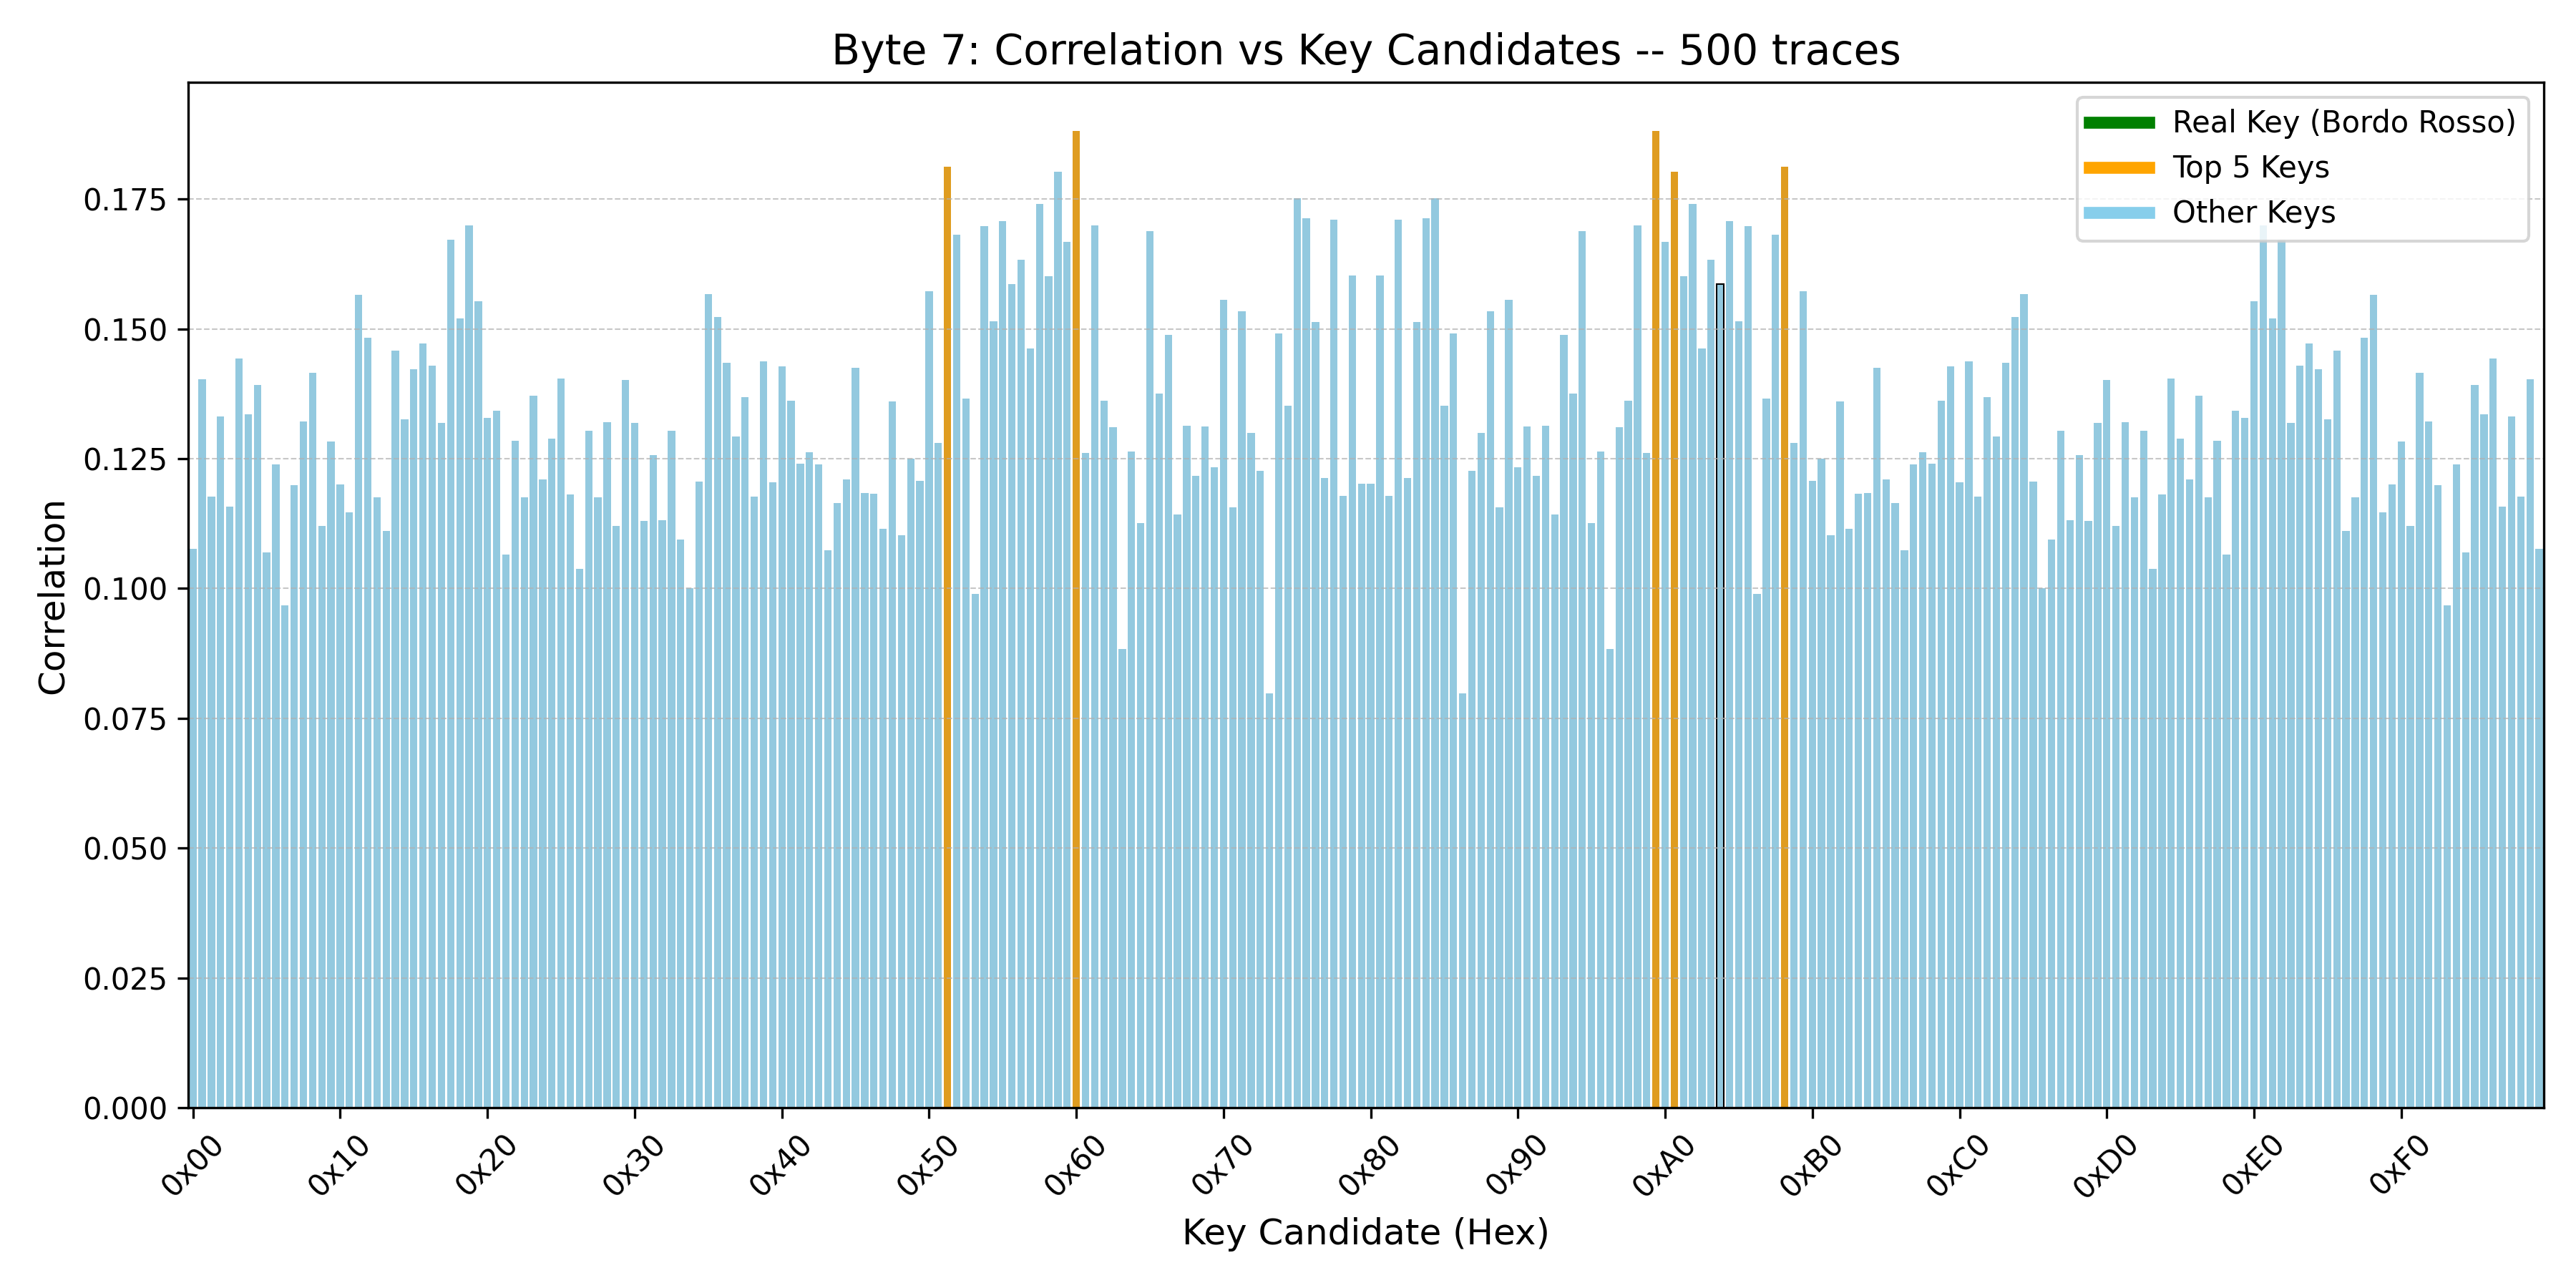 Byte 7: Correlation vs Key Candidates -- 500 traces
Real Key (Bordo Rosso)
Top 5 Keys
Other Keys
Correlation
0.175
0.150
0.125
0.100
0.075
0.050
0.025
0.000
0x00 0x10 0x20 0x30 0x40 0x50 0x60 0x70 0x80 0x90 0xA0 0xB0 0xC0 0xD0 0xE0 0xF0
Key Candidate (Hex)